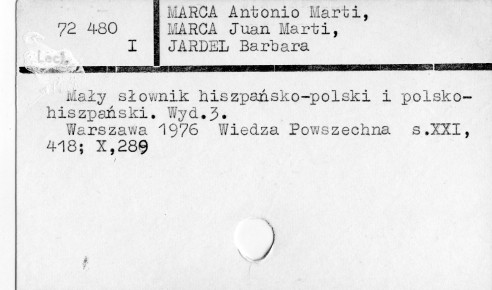 MARCA Antonio Marti,
72 480 MARCA Juan Marti,
I JARDEL Barbara
Mały słownik hiszpańsko-polski i polsko-
hiszpański. Wyd.3.
Warszawa 1976 Wiedza Powszechna s.XXI,
418; X,289